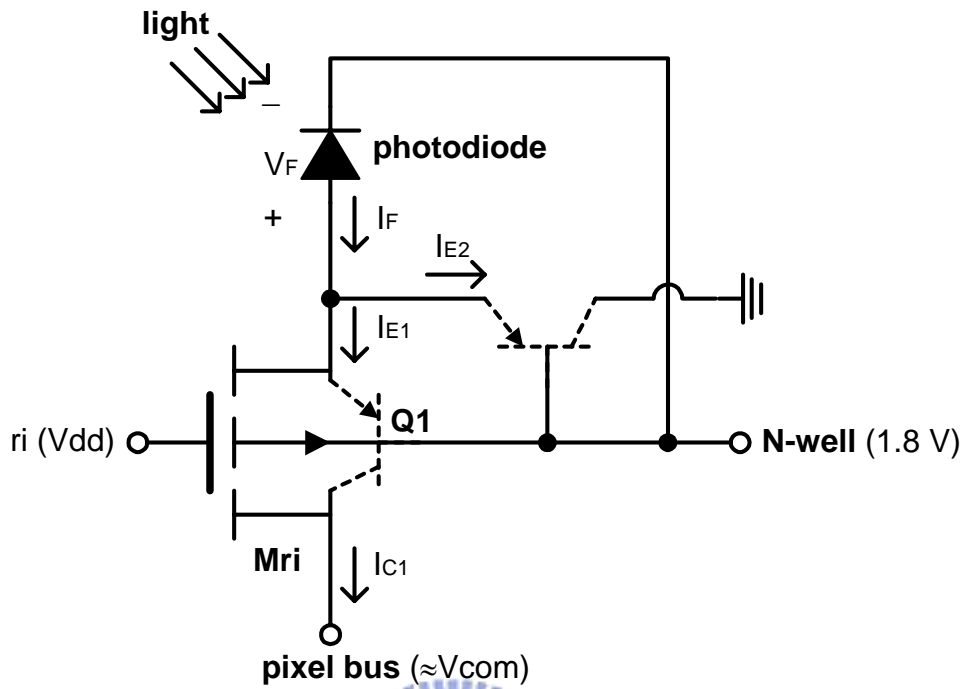 light
−
photodiode
VF
+
IF
IE2
IE1
Q1
ri (Vdd)
N-well (1.8 V)
Mri
IC1
pixel bus (≈Vcom)